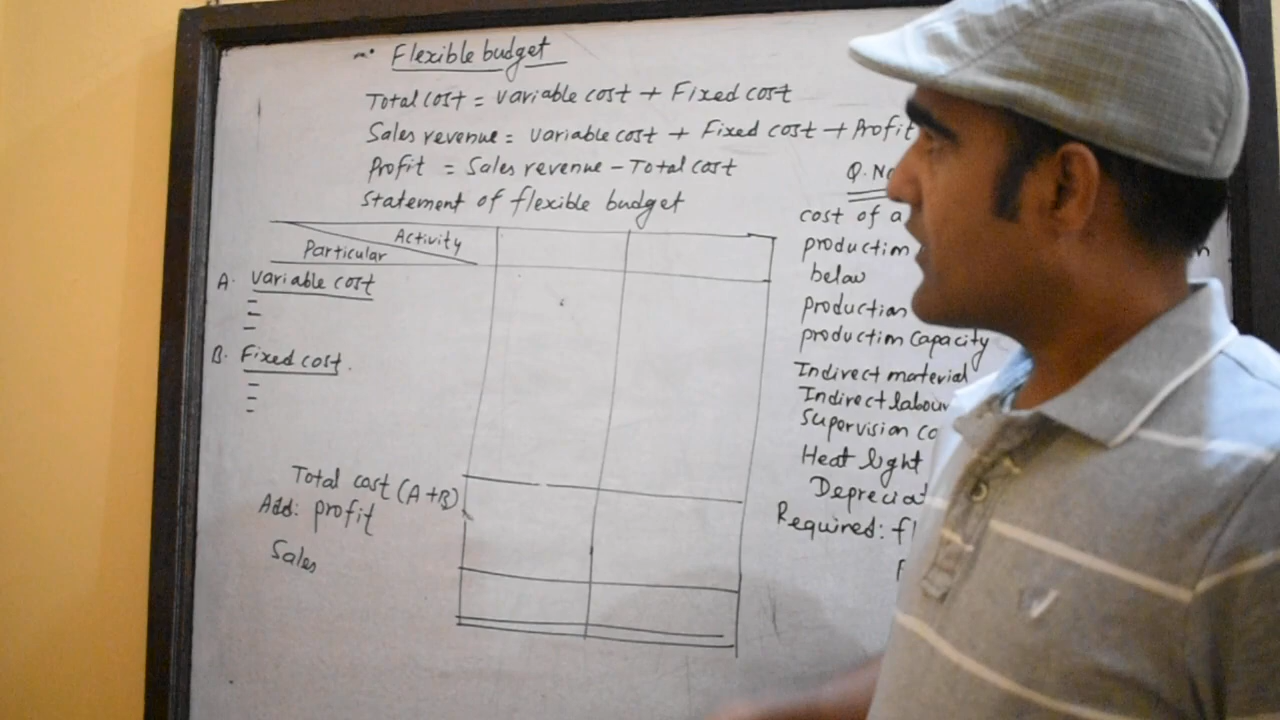 Flexible budget
Total cost = variable cost + Fixed cost
Sales revenue = variable cost + Fixed cost + Profit
Profit = Sales revenue - Total cost
Statement of flexible budget
Activity
Particular
A. variable cost
B. Fixed cost
Total cost (A+B)
Add: profit
Sales
Q. No
cost of a
production
below
production
production capacity
Indirect material
Indirect labour
Supervision co
Heat light
Depreciat
Required: fl